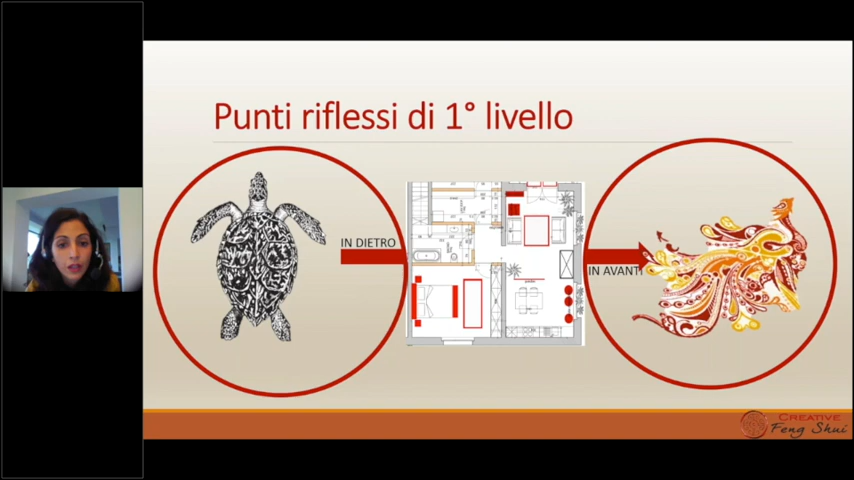 Punti riflessi di 1° livello
IN DIETRO
IN AVANTI
CREATIVE
Feng Shui